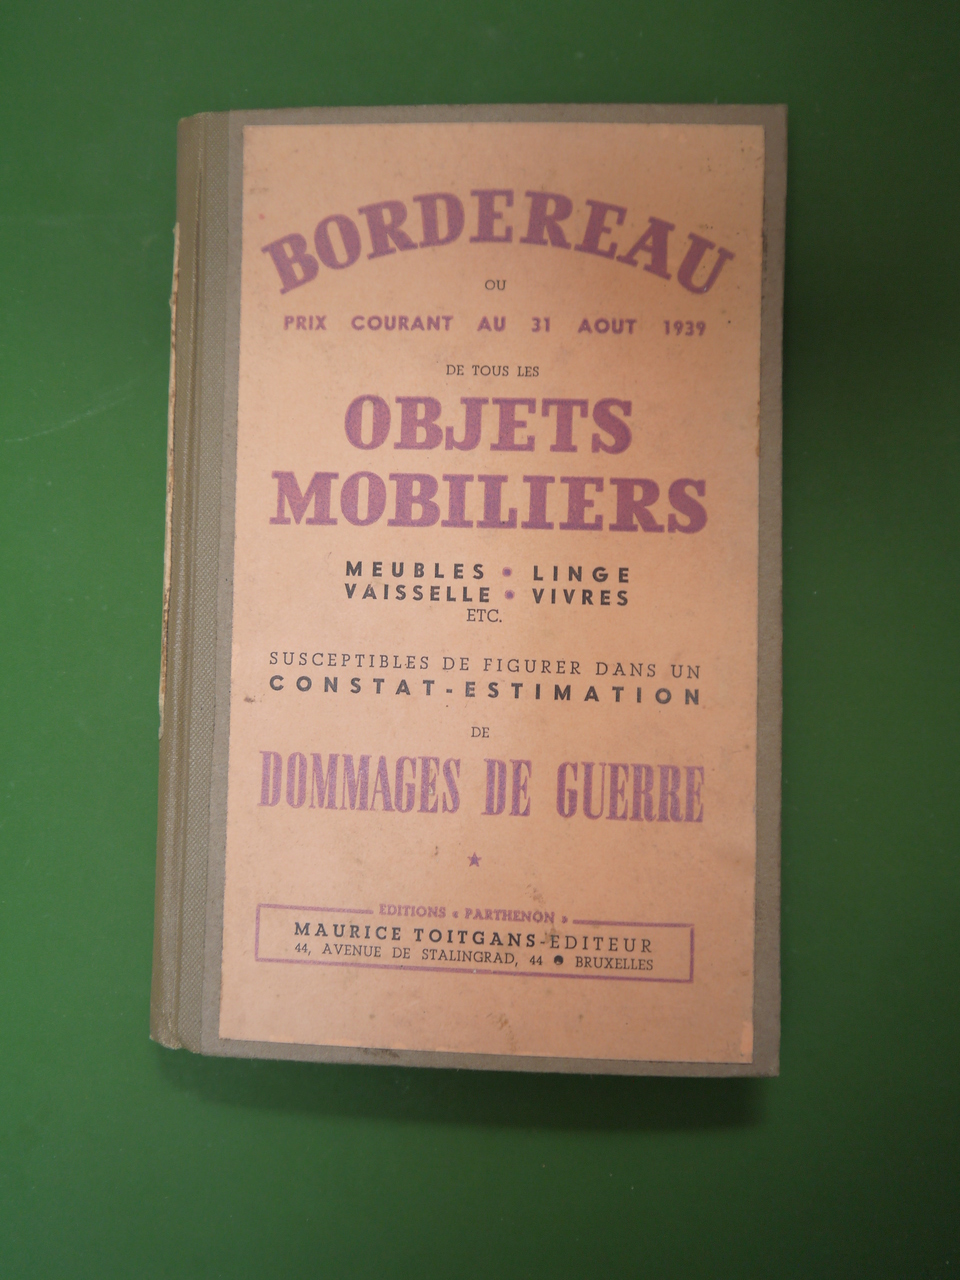 BORDEREAU
OU
PRIX COURANT AU 31 AOUT 1939
DE TOUS LES
OBJETS
MOBILIERS
MEUBLES • LINGE
VAISSELLE • VIVRES
ETC.
SUSCEPTIBLES DE FIGURER DANS UN
CONSTAT-ESTIMATION
DE
DOMMAGES DE GUERRE
★
EDITIONS « PARTHENON »
MAURICE TOITGANS-EDITEUR
44, AVENUE DE STALINGRAD, 44 ● BRUXELLES